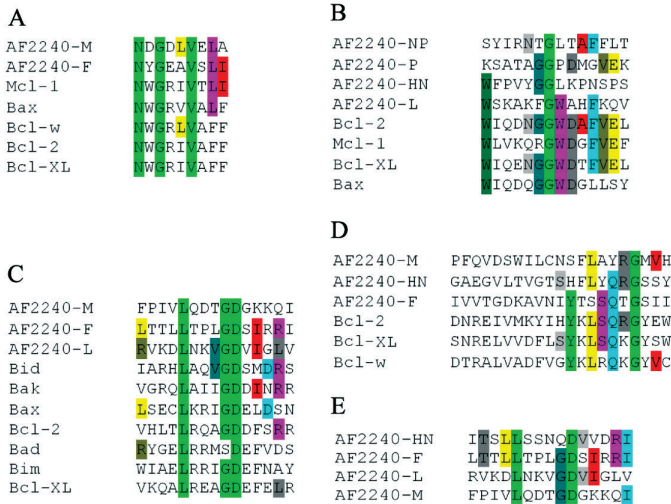 A
AF2240-M NDGDLVELA
AF2240-F NYGEAVSLI
Mcl-1 NWGRIVTLI
Bax NWGRVVALF
Bcl-w NWGRLVAFF
Bcl-2 NWGRIVAFF
Bcl-XL NWGRIVAFF
B
AF2240-NP SYIRNTGLTAFFLT
AF2240-P KSATAGGPDMGVEK
AF2240-HN WFPVYGGLKPNSPS
AF2240-L WSKAKFGWAHFKQV
Bcl-2 WIQDNGGWDAFVEL
Mcl-1 WLVKQRGWDGFVEF
Bcl-XL WIQENGGWDTFVEL
Bax WIQDQGGWDGLLSY
C
AF2240-M FPIVLQDTGDGKKQI
AF2240-F LTTLLTPLGDSIRRI
AF2240-L RVKDLNKVGDVIGLV
Bid IARHLAQVGDSMDRS
Bak VGRQLAIIGDDINRR
Bax LSECLKRIGDELDSN
Bcl-2 VHLTLRQAGDDFSRR
Bad RYGELRRMSDEFVDS
Bim WIAELRRIGDEFNAY
Bcl-XL VKQALREAGDEFELR
D
AF2240-M PFQVDSWILCNSFLAYRGMVH
AF2240-HN GAEGVLTVGTSHFLYQRGSSY
AF2240-F IVVTGDKAVNIYTSSQTGSII
Bcl-2 DNREIVMKYIHYKLSQRGYEW
Bcl-XL SNRELVVDFLSYKLSQKGYSW
Bcl-w DTRALVADFVGYKLRQKGYVC
E
AF2240-HN ITSLLSSNQDVVDRI
AF2240-F LTTLLTPLGDSIRRI
AF2240-L RVKDLNKVGDVIGLV
AF2240-M FPIVLQDTGDGKKQI